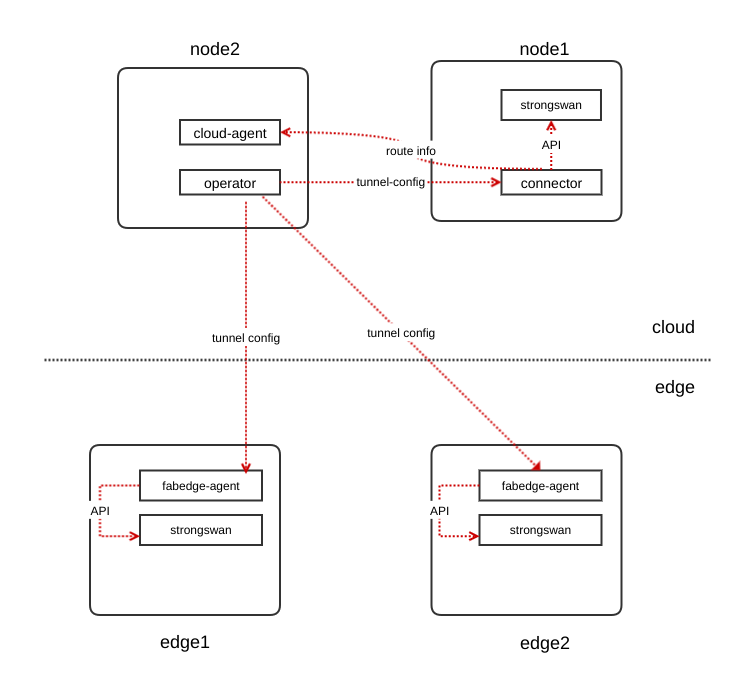 node2
node1
strongswan
cloud-agent
API
route info
operator
tunnel-config
connector
cloud
tunnel config
tunnel config
edge
fabedge-agent
API
strongswan
fabedge-agent
API
strongswan
edge1
edge2